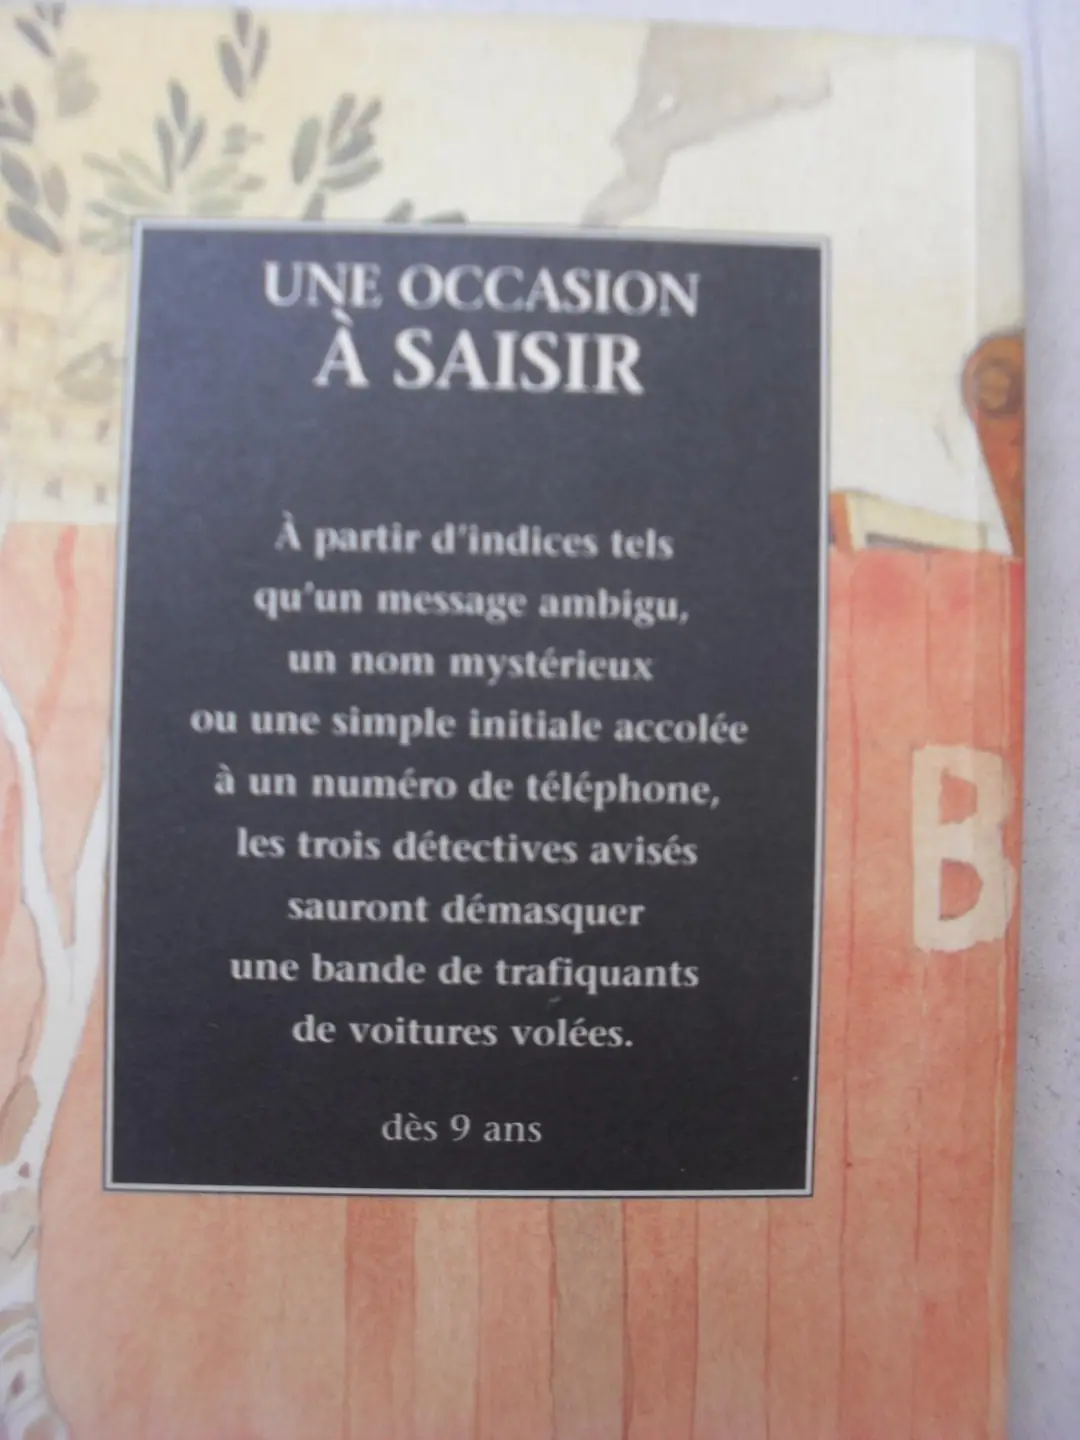 UNE OCCASION
À SAISIR
À partir d'indices tels
qu'un message ambigu,
un nom mystérieux
ou une simple initiale accolée
à un numéro de téléphone,
les trois détectives avisés
sauront démasquer
une bande de trafiquants
de voitures volées.
dès 9 ans
B